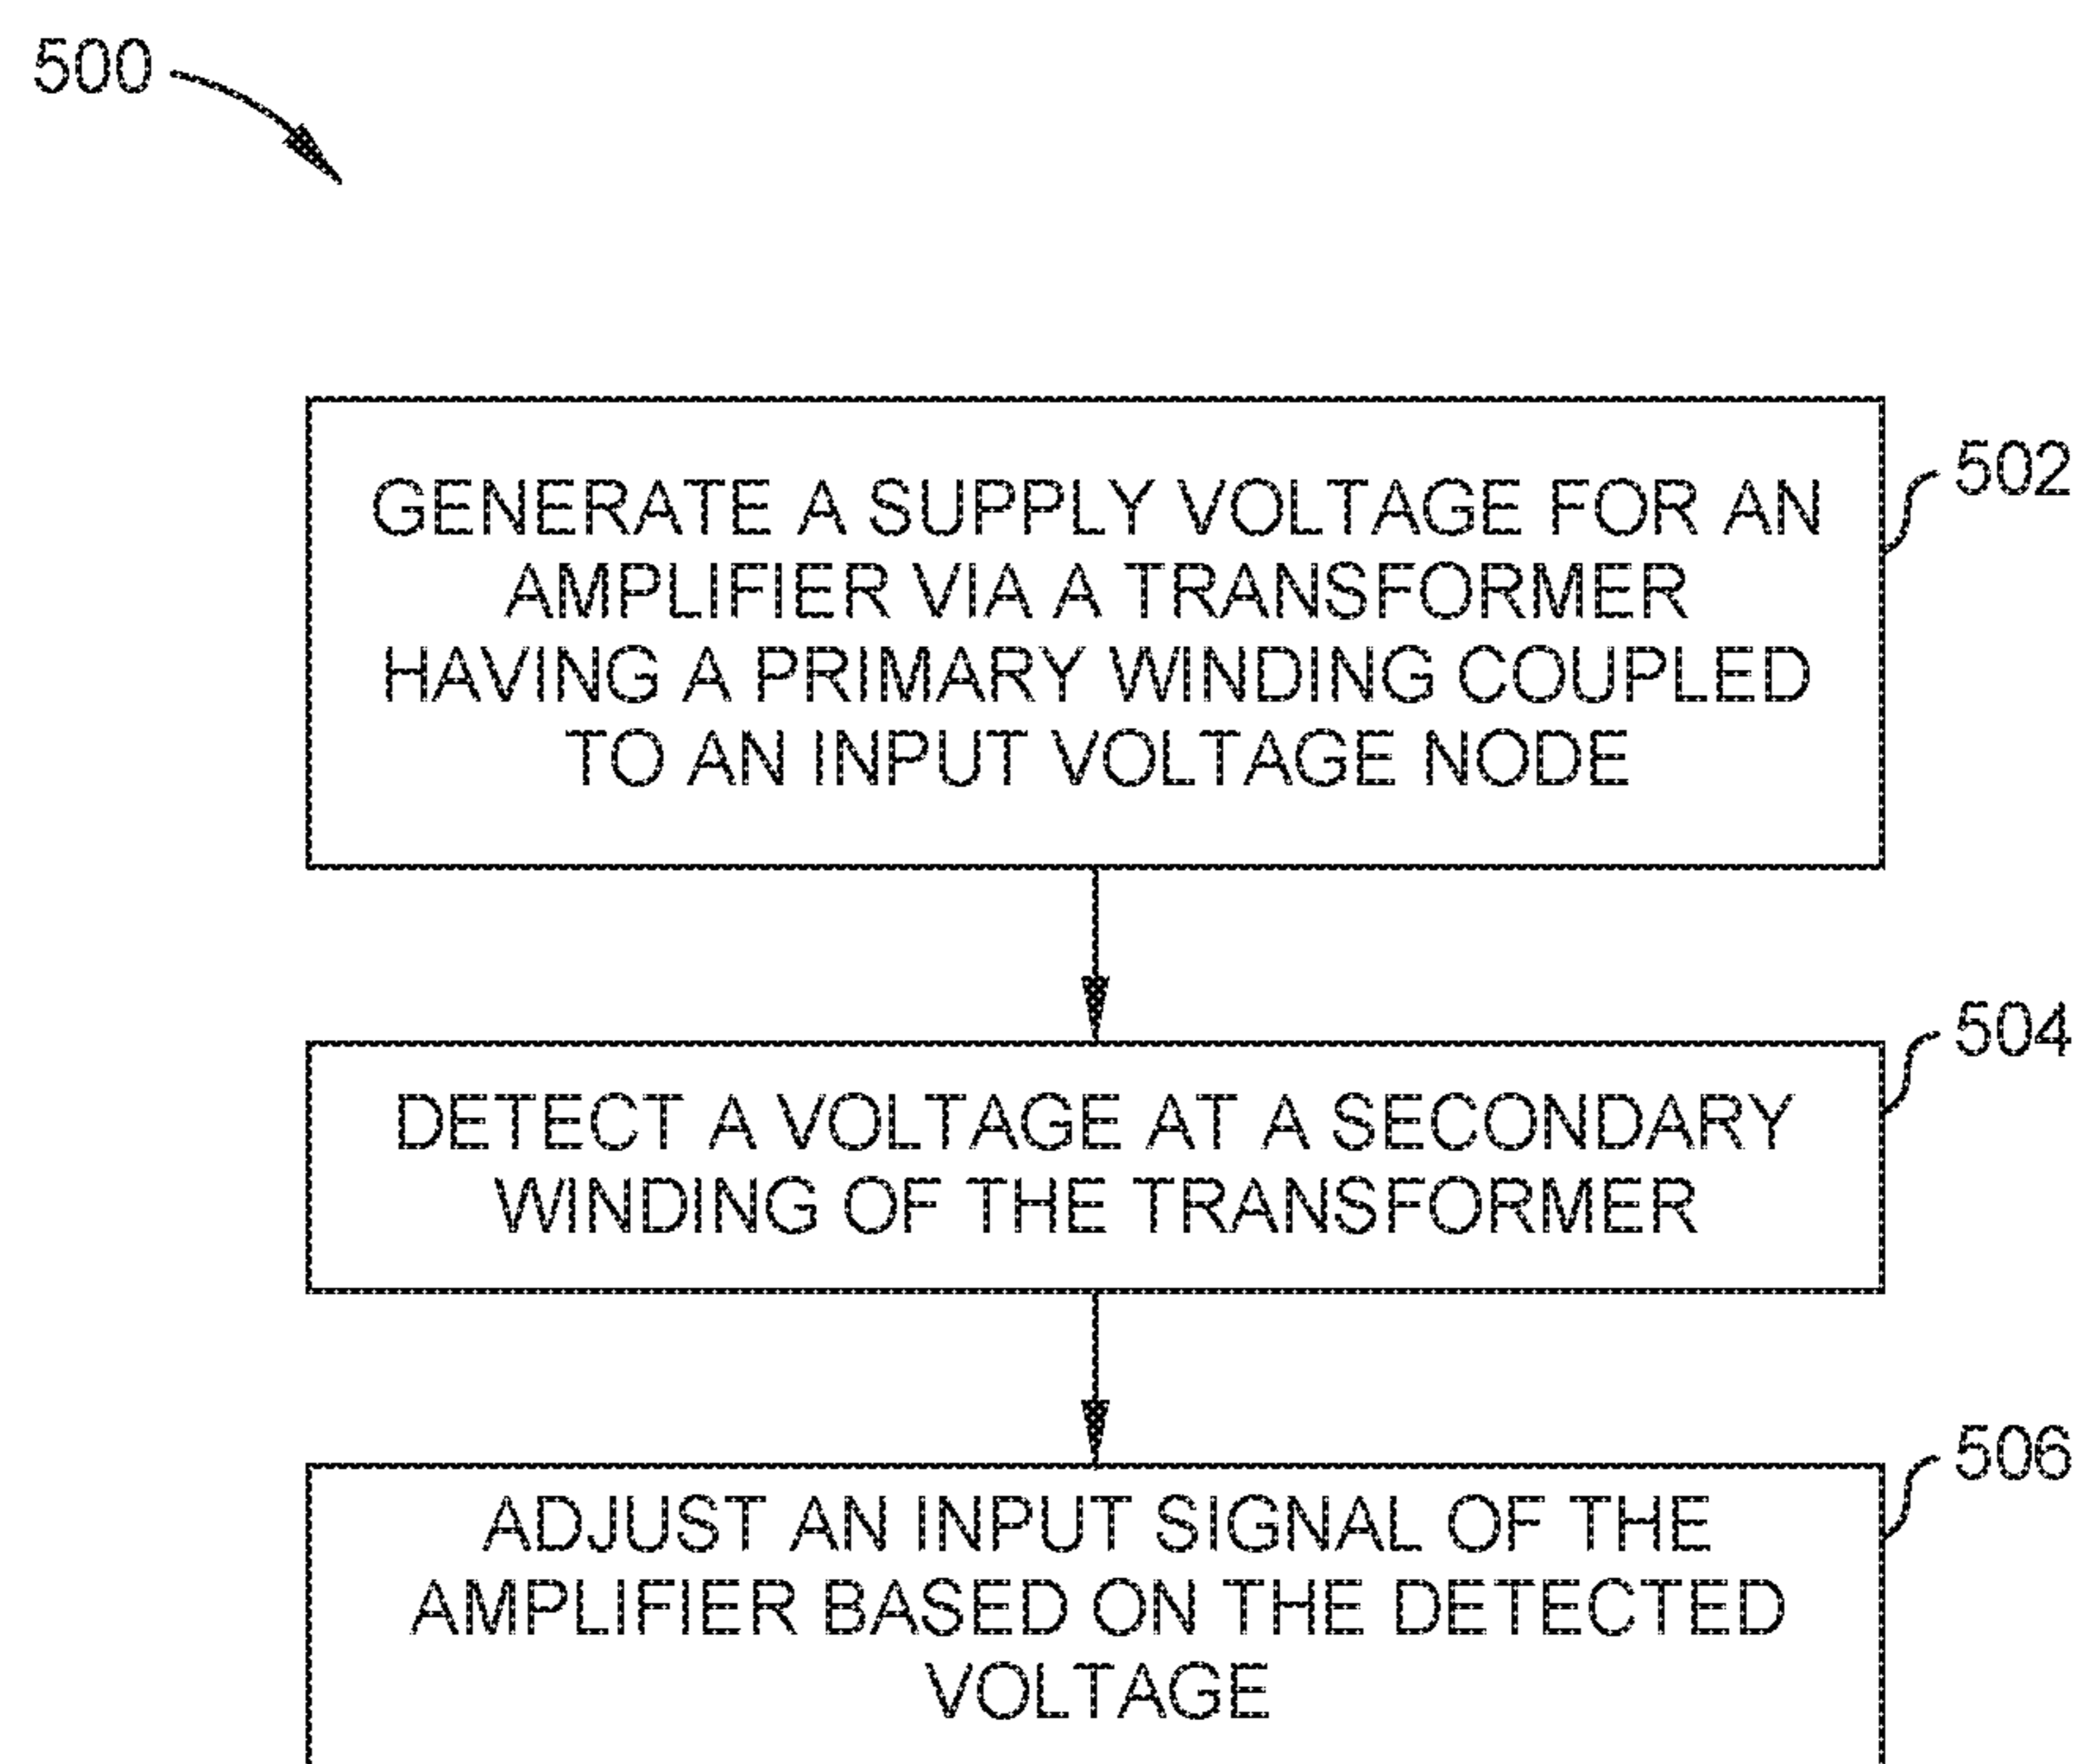 500
GENERATE A SUPPLY VOLTAGE FOR AN
AMPLIFIER VIA A TRANSFORMER
HAVING A PRIMARY WINDING COUPLED
TO AN INPUT VOLTAGE NODE
502
DETECT A VOLTAGE AT A SECONDARY
WINDING OF THE TRANSFORMER
504
ADJUST AN INPUT SIGNAL OF THE
AMPLIFIER BASED ON THE DETECTED
VOLTAGE
506